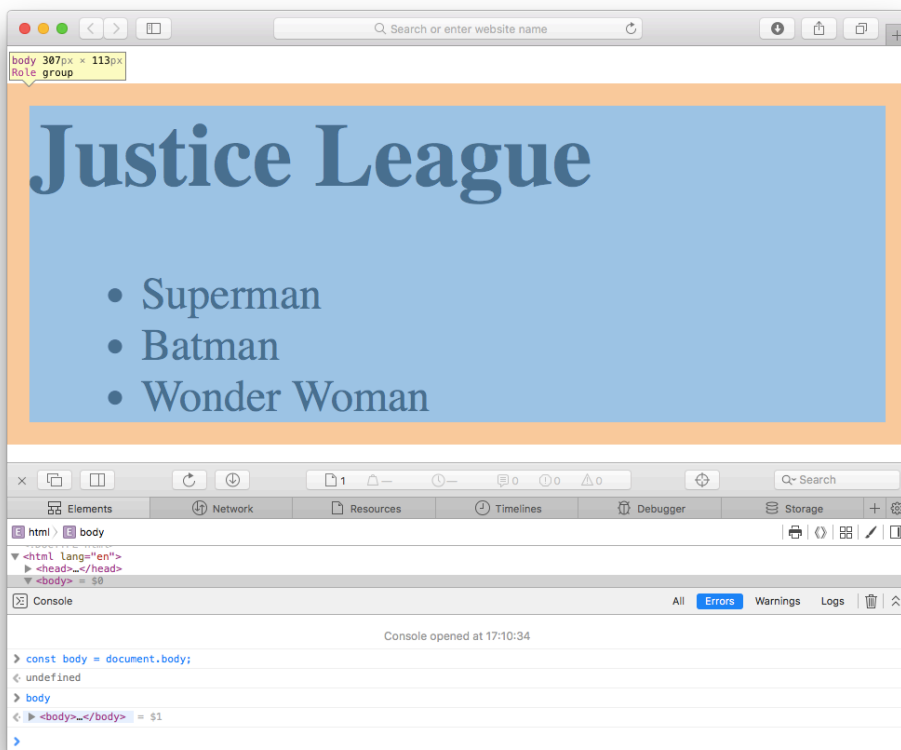 Search or enter website name
body 307px × 113px
Role group
Justice League
• Superman
• Batman
• Wonder Woman
1 — — 0 0 0 Search
Elements Network Resources Timelines Debugger Storage
E html E body
<html lang="en">
<head>…</head>
<body> = $0
Console All Errors Warnings Logs
Console opened at 17:10:34
const body = document.body;
undefined
body
<body>…</body> = $1